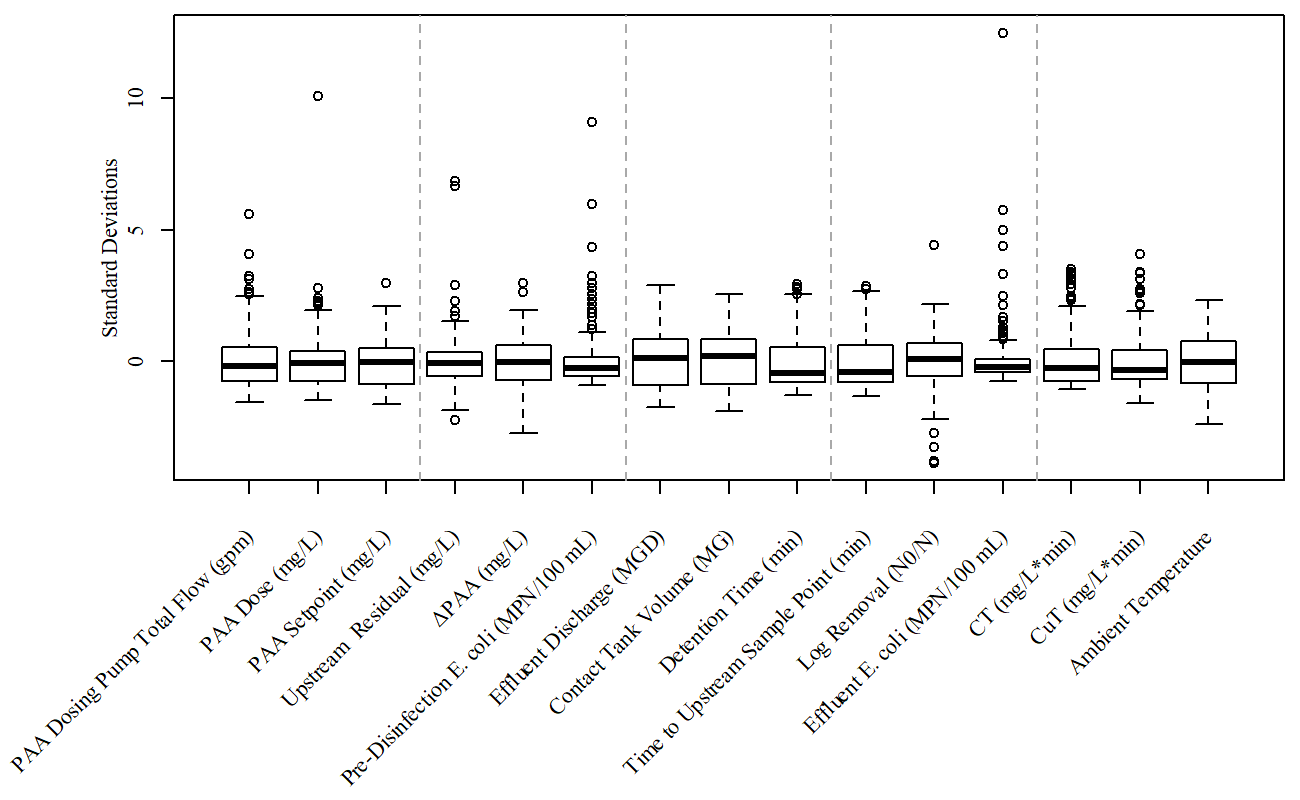 Standard Deviations
10
5
0
PAA Dosing Pump Total Flow (gpm)
PAA Dose (mg/L)
PAA Setpoint (mg/L)
Upstream Residual (mg/L)
ΔPAA (mg/L)
Pre-Disinfection E. coli (MPN/100 mL)
Effluent Discharge (MGD)
Contact Tank Volume (MG)
Detention Time (min)
Time to Upstream Sample Point (min)
Log Removal (N0/N)
Effluent E. coli (MPN/100 mL)
CT (mg/L*min)
CuT (mg/L*min)
Ambient Temperature